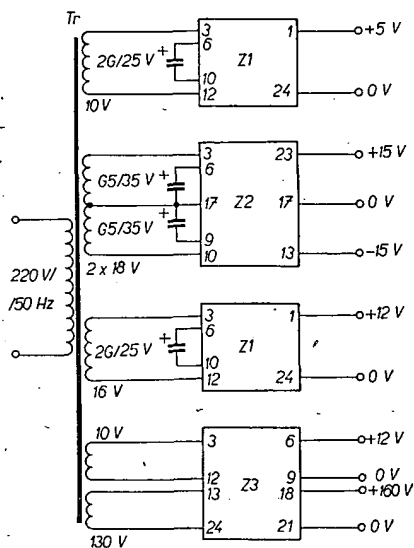 Tr
3
6
2G/25 V
+
10
12
10 V
Z1
1
24
+5 V
0 V
3
6
G5/35 V
+
17
G5/35 V
+
9
10
2 x 18 V
Z2
23
17
13
+15 V
0 V
-15 V
220 V/
/50 Hz
3
6
2G/25 V
+
10
12
16 V
Z1
1
24
+12 V
0 V
10 V
3
12
13
24
130 V
Z3
6
9
18
21
+12 V
0 V
+160 V
0 V